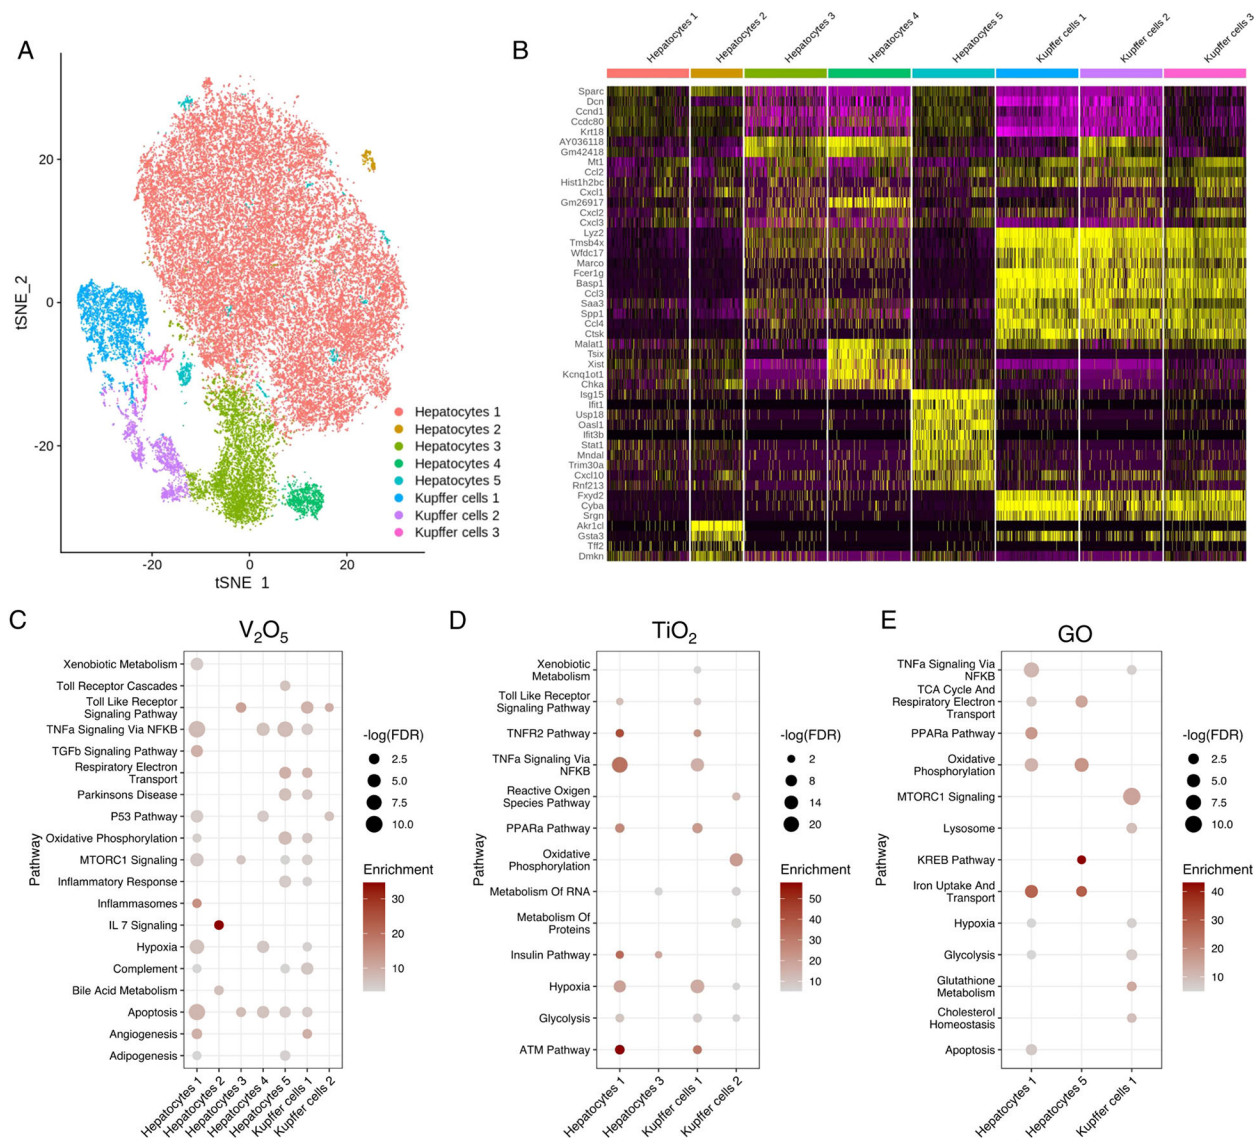 A
20
0
-20
tSNE_2
-20
0
20
tSNE_1
Hepatocytes 1
Hepatocytes 2
Hepatocytes 3
Hepatocytes 4
Hepatocytes 5
Kupffer cells 1
Kupffer cells 2
Kupffer cells 3
B
Hepatocytes 1
Hepatocytes 2
Hepatocytes 3
Hepatocytes 4
Hepatocytes 5
Kupffer cells 1
Kupffer cells 2
Kupffer cells 3
Sparc
Dcn
Ccnd1
Ccdc80
Krt18
AY036118
Gm42418
Mt1
Ccl2
Hist1h2bc
Cxcl1
Gm26917
Cxcl2
Cxcl3
Lyz2
Tmsb4x
Wfdc17
Marco
Fcer1g
Basp1
Ccl3
Saa3
Spp1
Ccl4
Ctsk
Malat1
Tsix
Xist
Kcnq1ot1
Chka
Isg15
Ifit1
Usp18
Oasl1
Ifit3b
Stat1
Mndal
Trim30a
Cxcl10
Rnf213
Fxyd2
Cyba
Srgn
Akr1cl
Gsta3
Tff2
Dmkn
C
V2O5
Pathway
Xenobiotic Metabolism
Toll Receptor Cascades
Toll Like Receptor
Signaling Pathway
TNFa Signaling Via NFKB
TGFb Signaling Pathway
Respiratory Electron
Transport
Parkinsons Disease
P53 Pathway
Oxidative Phosphorylation
MTORC1 Signaling
Inflammatory Response
Inflammasomes
IL 7 Signaling
Hypoxia
Complement
Bile Acid Metabolism
Apoptosis
Angiogenesis
Adipogenesis
Hepatocytes 1
Hepatocytes 2
Hepatocytes 3
Hepatocytes 4
Hepatocytes 5
Kupffer cells 1
Kupffer cells 2
-log(FDR)
2.5
5.0
7.5
10.0
Enrichment
30
20
10
D
TiO2
Pathway
Xenobiotic
Metabolism
Toll Like Receptor
Signaling Pathway
TNFR2 Pathway
TNFa Signaling Via
NFKB
Reactive Oxigen
Species Pathway
PPARa Pathway
Oxidative
Phosphorylation
Metabolism Of RNA
Metabolism Of
Proteins
Insulin Pathway
Hypoxia
Glycolysis
ATM Pathway
Hepatocytes 1
Hepatocytes 3
Kupffer cells 1
Kupffer cells 2
-log(FDR)
2
8
14
20
Enrichment
50
40
30
20
10
E
GO
Pathway
TNFa Signaling Via
NFKB
TCA Cycle And
Respiratory Electron
Transport
PPARa Pathway
Oxidative
Phosphorylation
MTORC1 Signaling
Lysosome
KREB Pathway
Iron Uptake And
Transport
Hypoxia
Glycolysis
Glutathione
Metabolism
Cholesterol
Homeostasis
Apoptosis
Hepatocytes 1
Hepatocytes 5
Kupffer cells 1
-log(FDR)
2.5
5.0
7.5
10.0
Enrichment
40
30
20
10